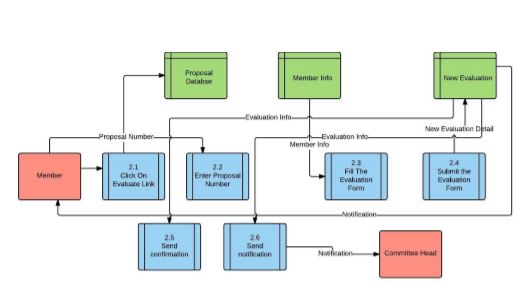 Proposal
Databse
Member Info
New Evaluation
Evaluation Info
New Evaluation Detail
Proposal Number
Evaluation Info
Member Info
Member
2.1
Click On
Evaluate Link
2.2
Enter Proposal
Number
2.3
Fill The
Evaluation
Form
2.4
Submit the
Evaluation
Form
Notification
2.5
Send
confirmation
2.6
Send
notification
Notification
Committee Head